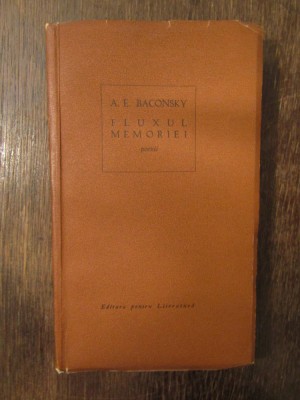 A. E. BACONSKY
FLUXUL
MEMORIEI
Editura pentru Literatură